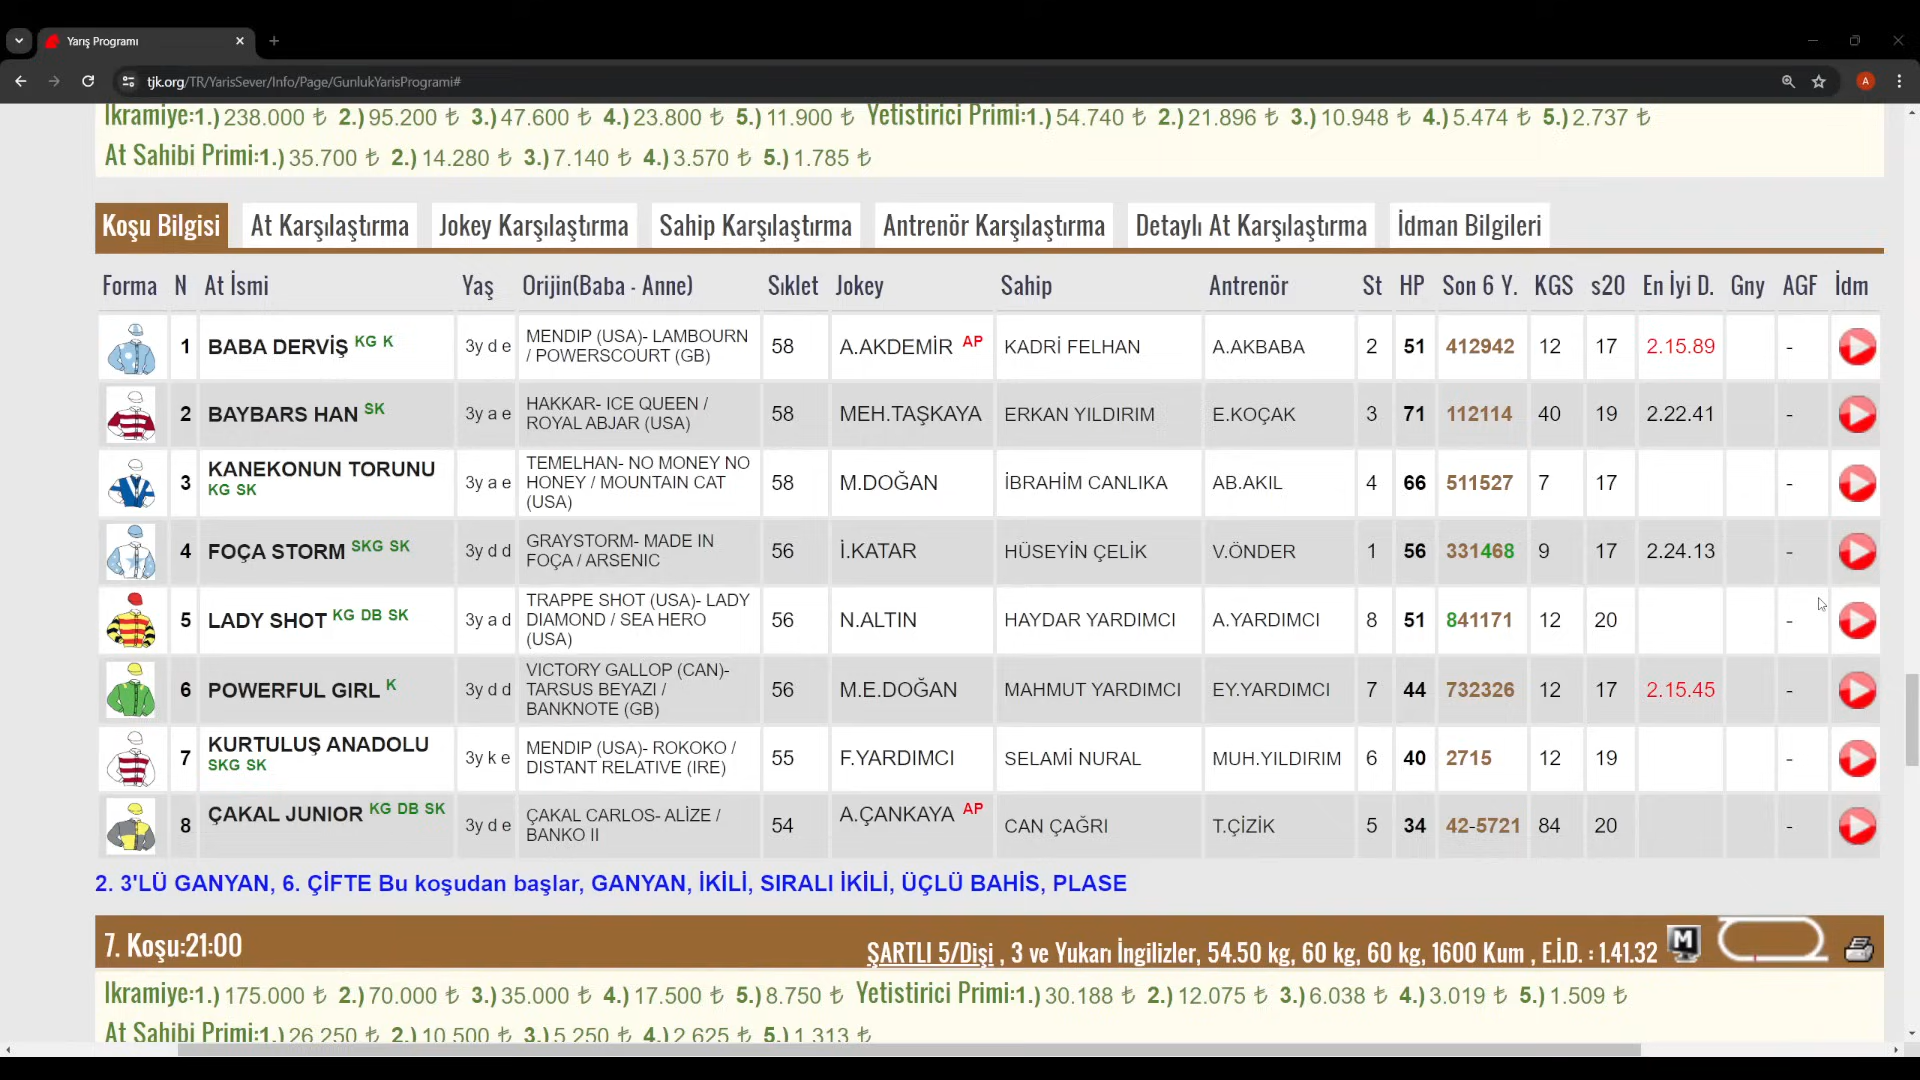 Yarış Programı
tjk.org/TR/YarisSever/Info/Page/GunlukYarisProgrami#
A
İkramiye:1.) 238.000 ₺ 2.) 95.200 ₺ 3.) 47.600 ₺ 4.) 23.800 ₺ 5.) 11.900 ₺ Yetistirici Primi:1.) 54.740 ₺ 2.) 21.896 ₺ 3.) 10.948 ₺ 4.) 5.474 ₺ 5.) 2.737 ₺
At Sahibi Primi:1.) 35.700 ₺ 2.) 14.280 ₺ 3.) 7.140 ₺ 4.) 3.570 ₺ 5.) 1.785 ₺
Koşu Bilgisi At Karşılaştırma Jokey Karşılaştırma Sahip Karşılaştırma Antrenör Karşılaştırma Detaylı At Karşılaştırma İdman Bilgileri
Forma N At İsmi Yaş Orijin(Baba - Anne) Sıklet Jokey Sahip Antrenör St HP Son 6 Y. KGS s20 En İyi D. Gny AGF İdm
1 BABA DERVİŞ KG K 3y d e MENDIP (USA)- LAMBOURN / POWERSCOURT (GB) 58 A.AKDEMİR AP KADRİ FELHAN A.AKBABA 2 51 412942 12 17 2.15.89 -
2 BAYBARS HAN SK 3y a e HAKKAR- ICE QUEEN / ROYAL ABJAR (USA) 58 MEH.TAŞKAYA ERKAN YILDIRIM E.KOÇAK 3 71 112114 40 19 2.22.41 -
3 KANEKONUN TORUNU KG SK 3y a e TEMELHAN- NO MONEY NO HONEY / MOUNTAIN CAT (USA) 58 M.DOĞAN İBRAHİM CANLIKA AB.AKIL 4 66 511527 7 17 -
4 FOÇA STORM SKG SK 3y d d GRAYSTORM- MADE IN FOÇA / ARSENIC 56 İ.KATAR HÜSEYİN ÇELİK V.ÖNDER 1 56 331468 9 17 2.24.13 -
5 LADY SHOT KG DB SK 3y a d TRAPPE SHOT (USA)- LADY DIAMOND / SEA HERO (USA) 56 N.ALTIN HAYDAR YARDIMCI A.YARDIMCI 8 51 841171 12 20 -
6 POWERFUL GIRL K 3y d d VICTORY GALLOP (CAN)- TARSUS BEYAZI / BANKNOTE (GB) 56 M.E.DOĞAN MAHMUT YARDIMCI EY.YARDIMCI 7 44 732326 12 17 2.15.45 -
7 KURTULUŞ ANADOLU SKG SK 3y k e MENDIP (USA)- ROKOKO / DISTANT RELATIVE (IRE) 55 F.YARDIMCI SELAMİ NURAL MUH.YILDIRIM 6 40 2715 12 19 -
8 ÇAKAL JUNIOR KG DB SK 3y d e ÇAKAL CARLOS- ALİZE / BANKO II 54 A.ÇANKAYA AP CAN ÇAĞRI T.ÇİZİK 5 34 42-5721 84 20 -
2. 3'LÜ GANYAN, 6. ÇİFTE Bu koşudan başlar, GANYAN, İKİLİ, SIRALI İKİLİ, ÜÇLÜ BAHİS, PLASE
7. Koşu:21:00 ŞARTLI 5/Dişi , 3 ve Yukarı İngilizler, 54.50 kg, 60 kg, 60 kg, 1600 Kum , E.İ.D. : 1.41.32 M
İkramiye:1.) 175.000 ₺ 2.) 70.000 ₺ 3.) 35.000 ₺ 4.) 17.500 ₺ 5.) 8.750 ₺ Yetistirici Primi:1.) 30.188 ₺ 2.) 12.075 ₺ 3.) 6.038 ₺ 4.) 3.019 ₺ 5.) 1.509 ₺
At Sahibi Primi:1.) 26.250 ₺ 2.) 10.500 ₺ 3.) 5.250 ₺ 4.) 2.625 ₺ 5.) 1.313 ₺